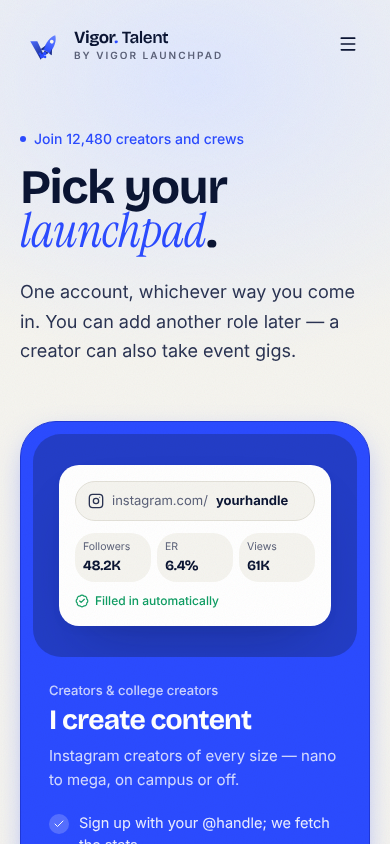 Vigor. Talent
BY VIGOR LAUNCHPAD
Join 12,480 creators and crews
Pick your
launchpad.
One account, whichever way you come
in. You can add another role later — a
creator can also take event gigs.
instagram.com/ yourhandle
Followers ER Views
48.2K 6.4% 61K
Filled in automatically
Creators & college creators
I create content
Instagram creators of every size — nano
to mega, on campus or off.
Sign up with your @handle; we fetch
the stats